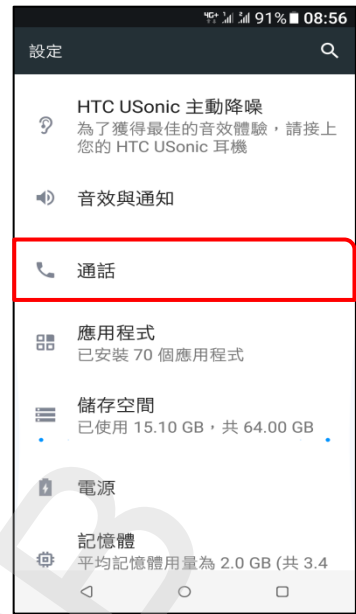 4G+ 91% 08:56
設定
HTC USonic 主動降噪
為了獲得最佳的音效體驗，請接上
您的 HTC USonic 耳機
音效與通知
通話
應用程式
已安裝 70 個應用程式
儲存空間
已使用 15.10 GB，共 64.00 GB
電源
記憶體
平均記憶體用量為 2.0 GB (共 3.4